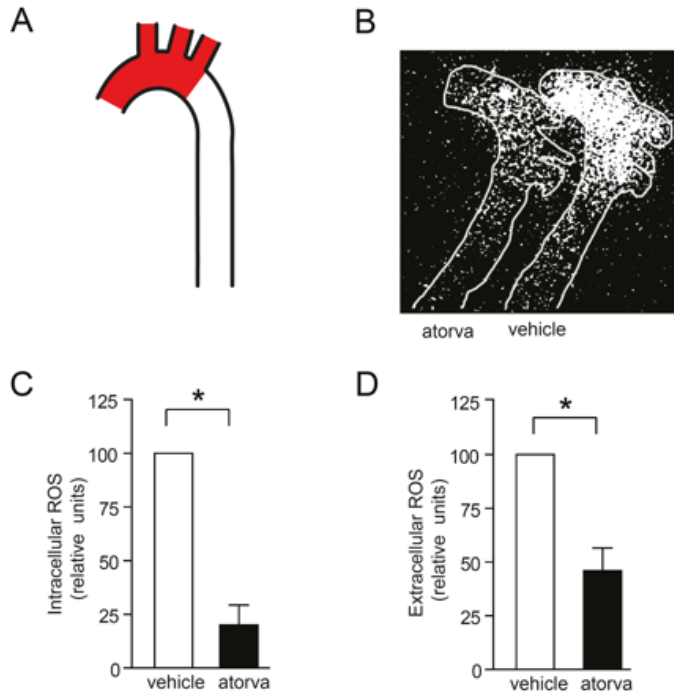 A
B
atorva vehicle
C
Intracellular ROS
(relative units)
125
100
75
50
25
0
*
vehicle atorva
D
Extracellular ROS
(relative units)
125
100
75
50
25
0
*
vehicle atorva